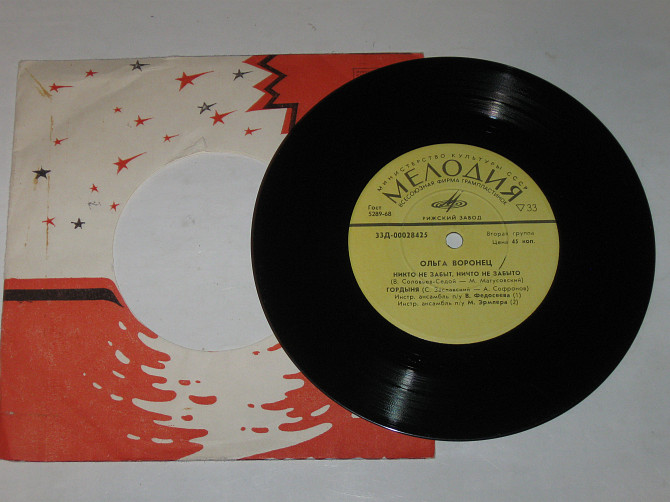 МИНИСТЕРСТВО КУЛЬТУРЫ СССР
МЕЛОДИЯ
ВСЕСОЮЗНАЯ ФИРМА ГРАМПЛАСТИНОК
Гост
5289-68
33
РИЖСКИЙ ЗАВОД
33Д-00028425
Вторая группа
Цена 45 коп.
ОЛЬГА ВОРОНЕЦ
НИКТО НЕ ЗАБЫТ, НИЧТО НЕ ЗАБЫТО
(В. Соловьев-Седой — М. Матусовский)
ГОРДЫНЯ (С. Заславский — А. Софронов)
Инстр. ансамбль п/у В. Федосеева (1)
Инстр. ансамбль п/у М. Эрмлера (2)